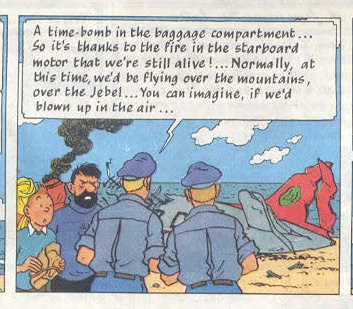 A time-bomb in the baggage compartment...
So it's thanks to the fire in the starboard
motor that we're still alive!...Normally, at
this time, we'd be flying over the mountains,
over the Jebel...You can imagine, if we'd
blown up in the air...